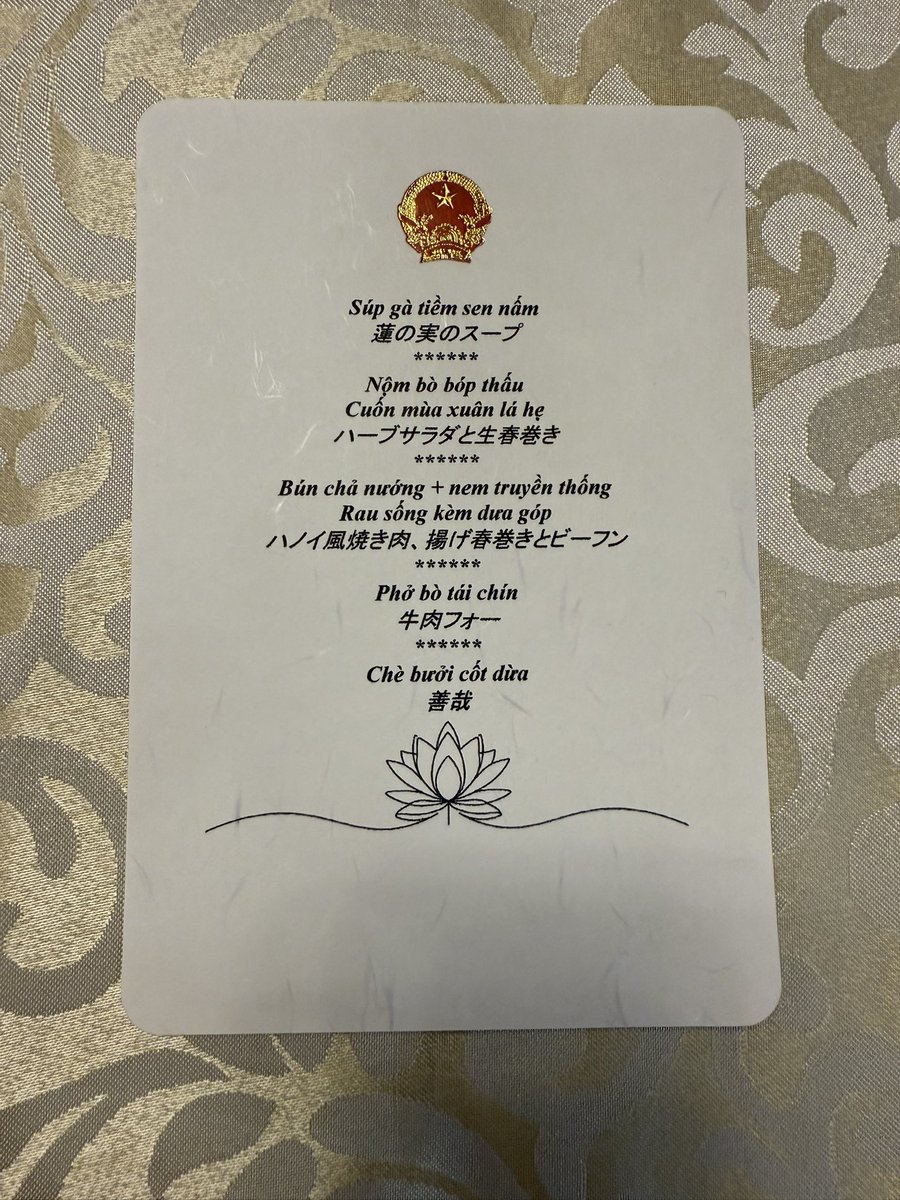 Súp gà tiềm sen nấm
蓮の実のスープ
******
Nộm bò bóp thấu
Cuốn mùa xuân lá hẹ
ハーブサラダと生春巻き
******
Bún chả nướng + nem truyền thống
Rau sống kèm dưa góp
ハノイ風焼き肉、揚げ春巻きとビーフン
******
Phở bò tái chín
牛肉フォー
******
Chè bưởi cốt dừa
善哉